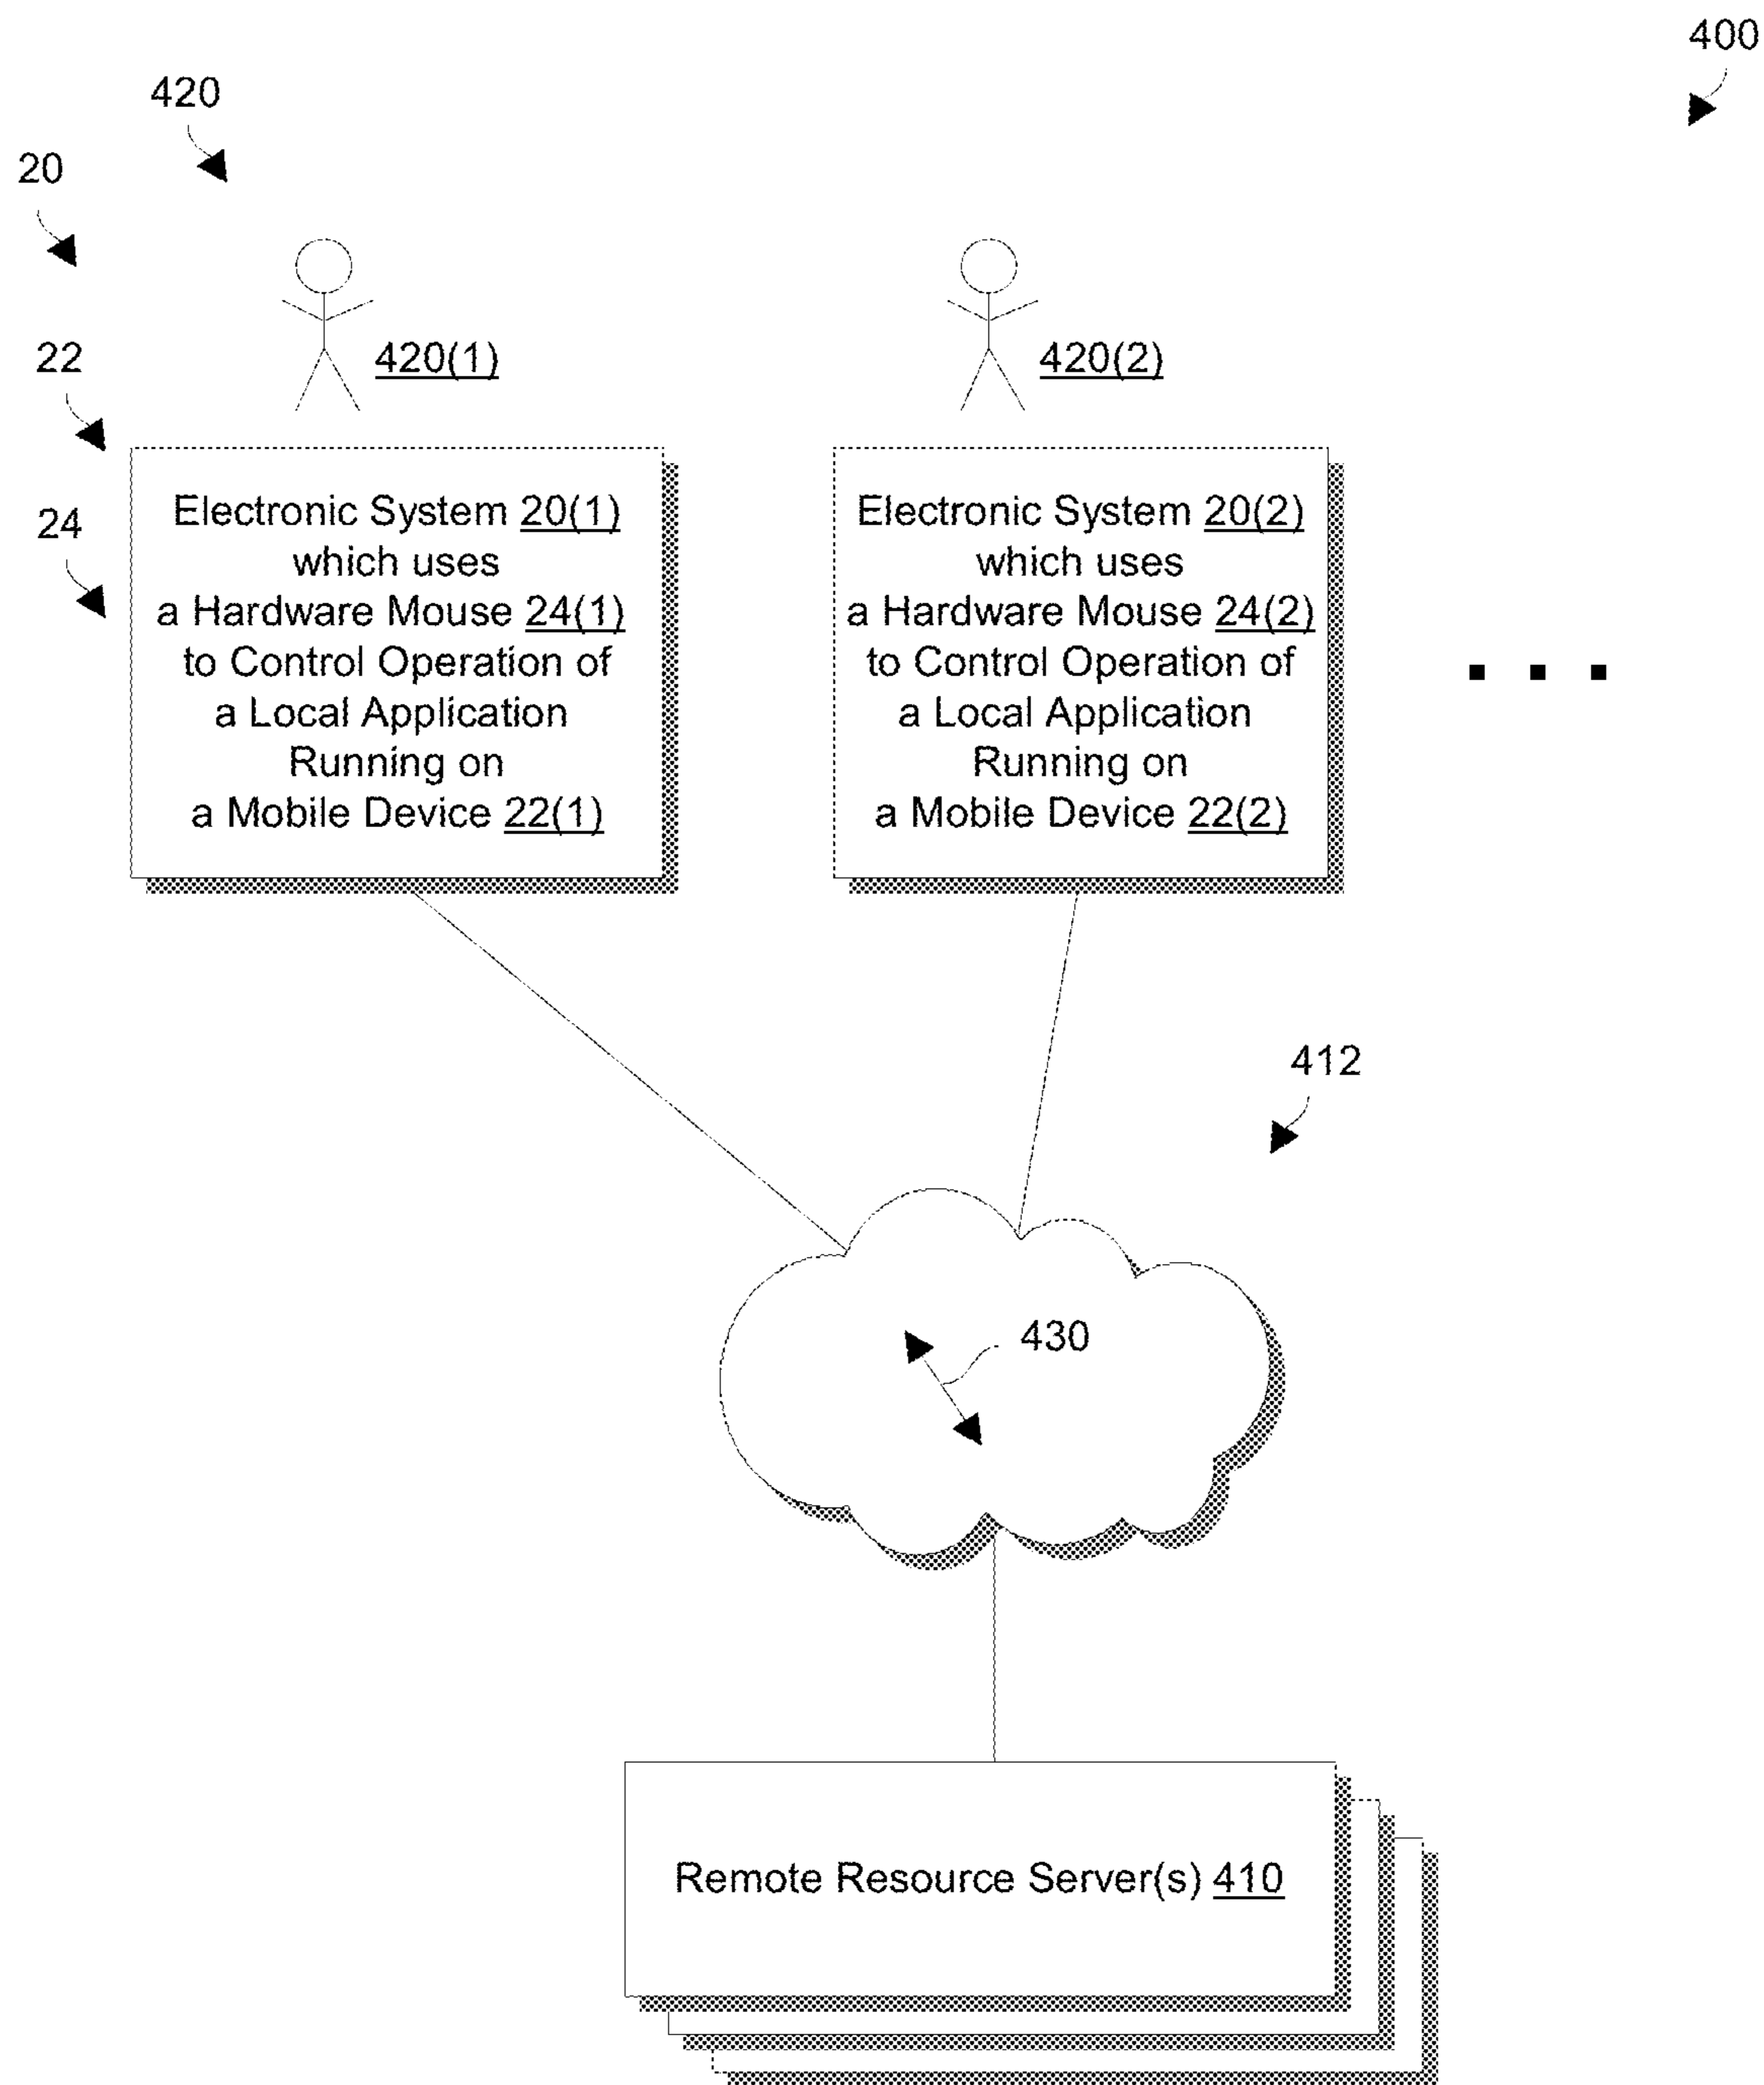 400
420
20
22
420(1)
420(2)
24
Electronic System 20(1)
which uses
a Hardware Mouse 24(1)
to Control Operation of
a Local Application
Running on
a Mobile Device 22(1)
Electronic System 20(2)
which uses
a Hardware Mouse 24(2)
to Control Operation of
a Local Application
Running on
a Mobile Device 22(2)
. . .
412
430
Remote Resource Server(s) 410